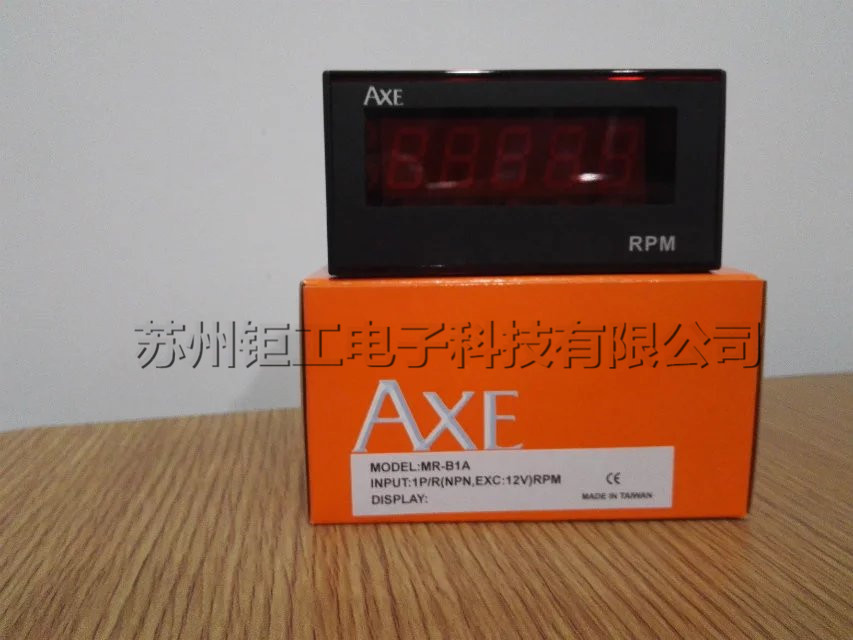 AXE
RPM
苏州钜工电子科技有限公司
AXE
MODEL:MR-B1A
INPUT:1P/R(NPN,EXC:12V)RPM
CE
DISPLAY:
MADE IN TAIWAN